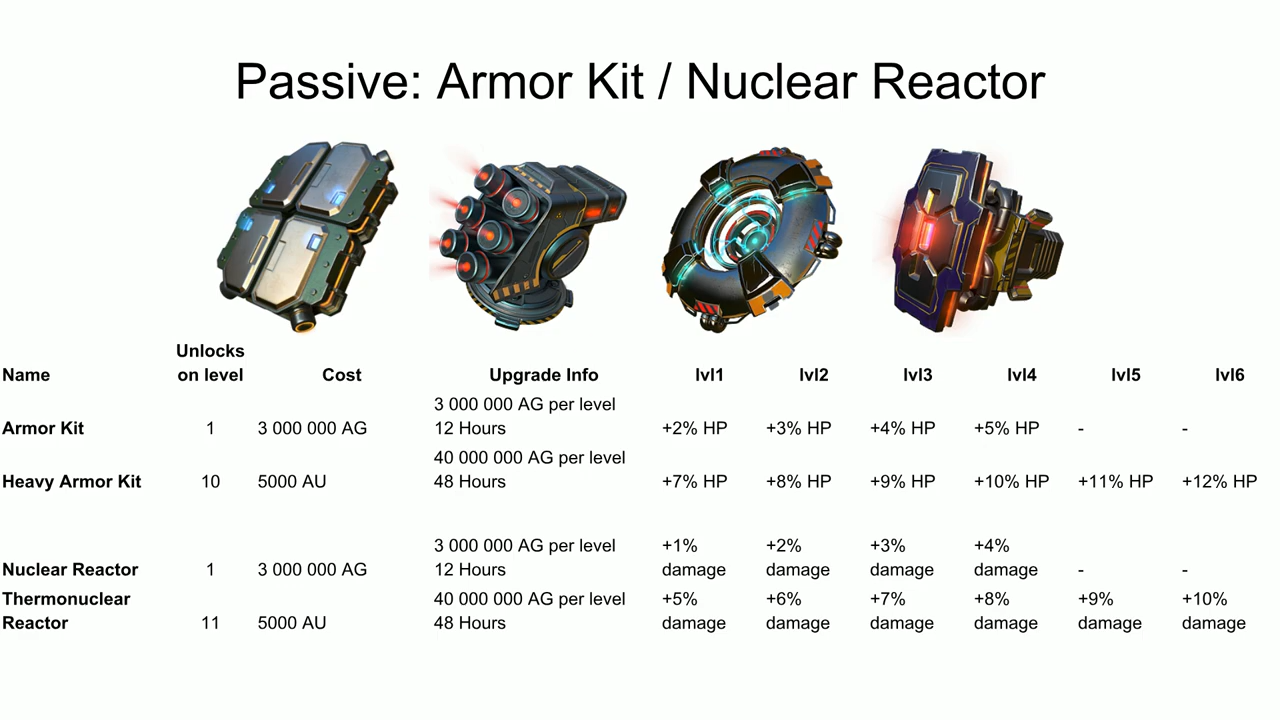 Passive: Armor Kit / Nuclear Reactor
Unlocks
Name on level Cost Upgrade Info lvl1 lvl2 lvl3 lvl4 lvl5 lvl6
3 000 000 AG per level
Armor Kit 1 3 000 000 AG 12 Hours +2% HP +3% HP +4% HP +5% HP - -
40 000 000 AG per level
Heavy Armor Kit 10 5000 AU 48 Hours +7% HP +8% HP +9% HP +10% HP +11% HP +12% HP
3 000 000 AG per level +1% +2% +3% +4%
Nuclear Reactor 1 3 000 000 AG 12 Hours damage damage damage damage - -
Thermonuclear 40 000 000 AG per level +5% +6% +7% +8% +9% +10%
Reactor 11 5000 AU 48 Hours damage damage damage damage damage damage